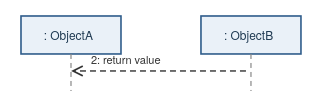 : ObjectA
: ObjectB
2: return value